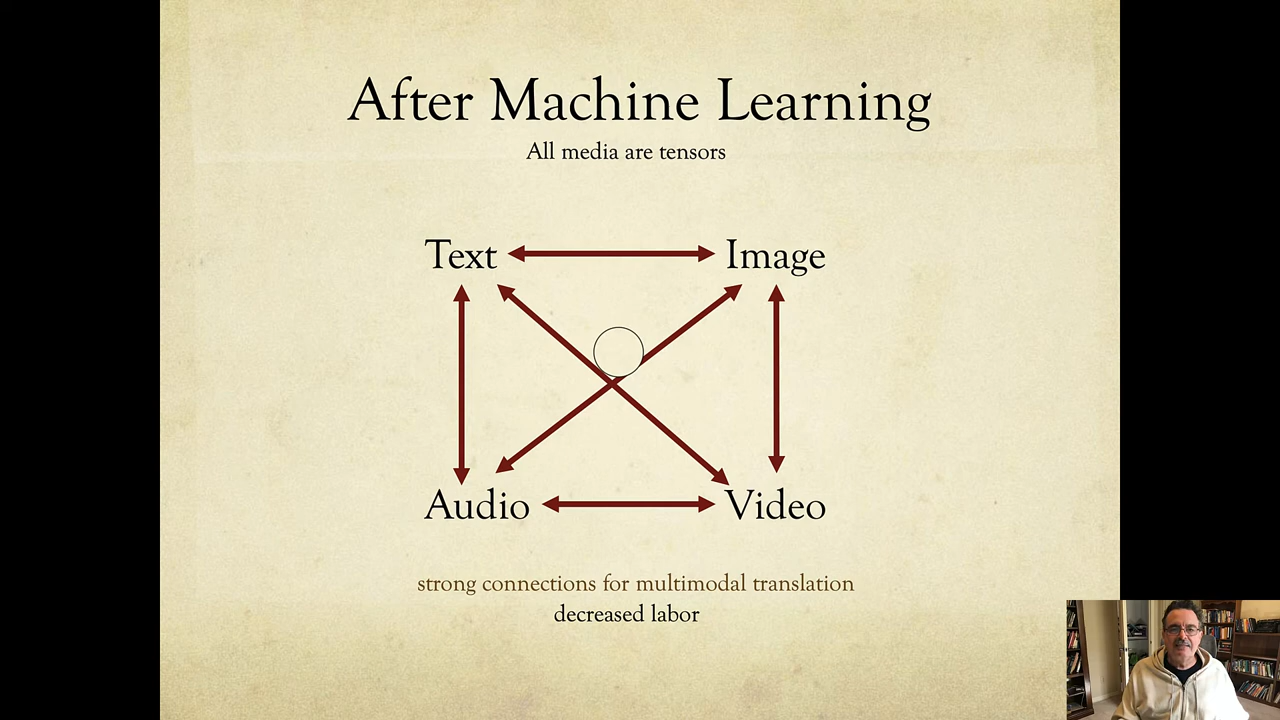 After Machine Learning
All media are tensors
Text Image
Audio Video
strong connections for multimodal translation
decreased labor